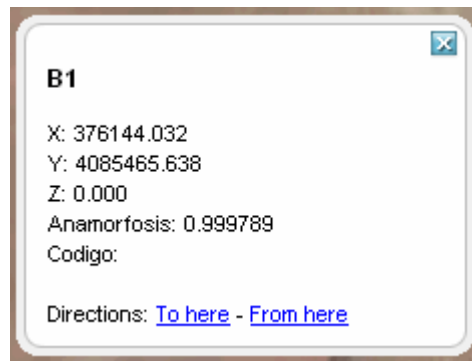 B1
X: 376144.032
Y: 4085465.638
Z: 0.000
Anamorfosis: 0.999789
Codigo:
Directions: To here - From here